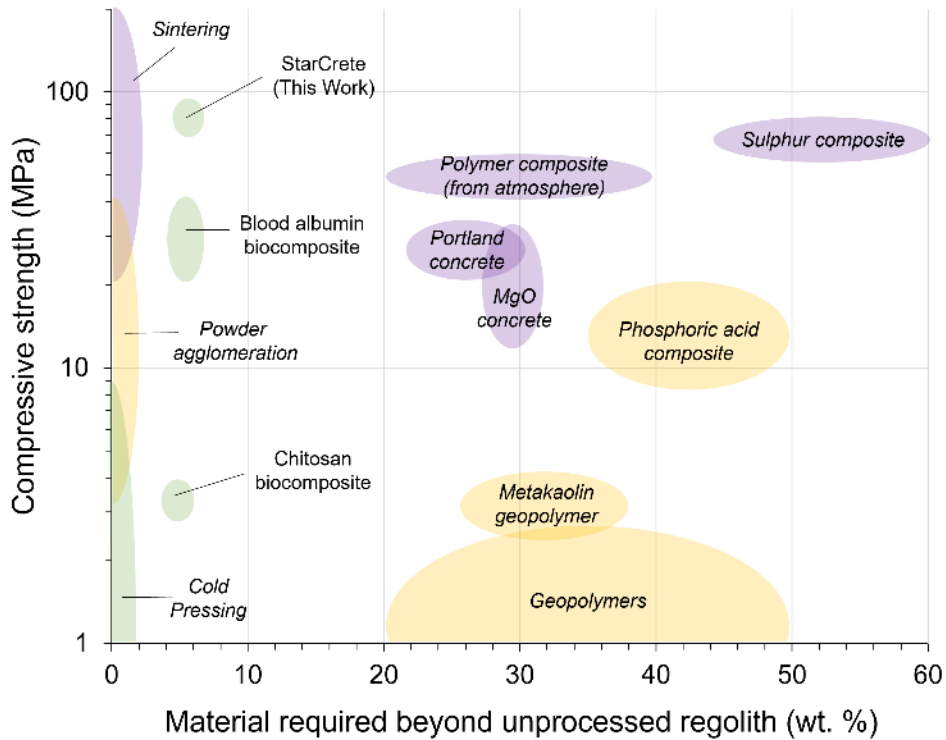 Sintering
StarCrete
(This Work)
100
Sulphur composite
Polymer composite
(from atmosphere)
Blood albumin
biocomposite
Portland
concrete
MgO
concrete
Powder
agglomeration
Phosphoric acid
composite
10
Chitosan
biocomposite
Metakaolin
geopolymer
Cold
Pressing
Geopolymers
1
Compressive strength (MPa)
0
10
20
30
40
50
60
Material required beyond unprocessed regolith (wt. %)